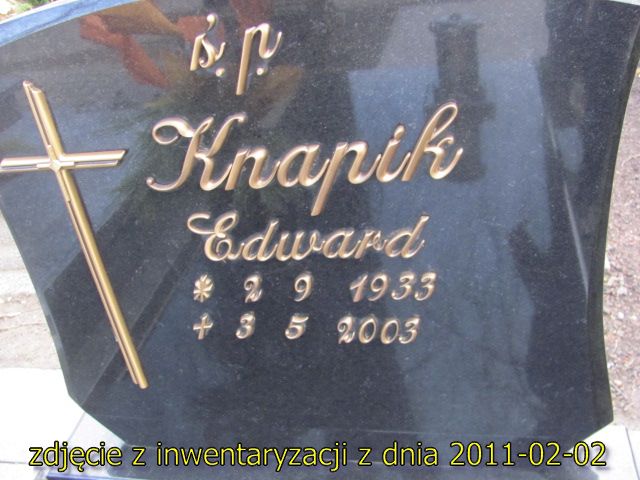 ś. p.
Knapik
Edward
* 2 9 1933
+ 3 5 2003
zdjęcie z inwentaryzacji z dnia 2011-02-02